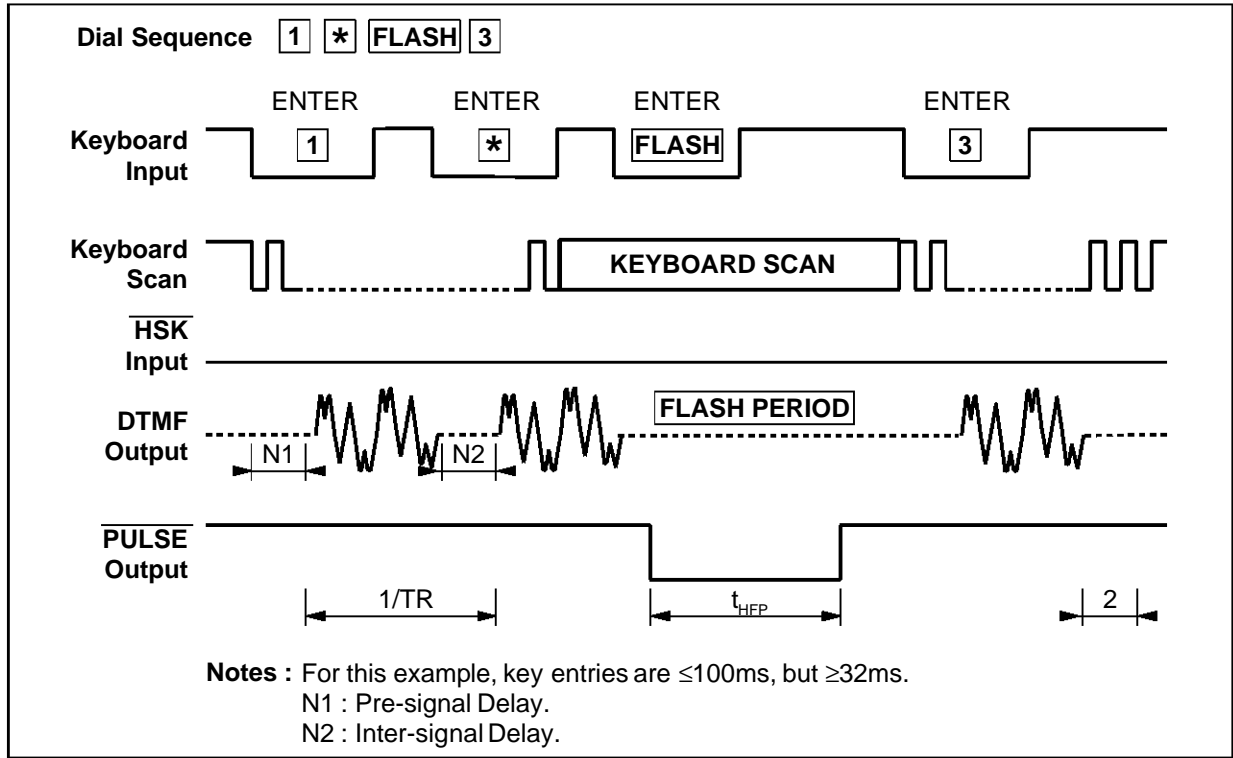 Dial Sequence 1 * FLASH 3
ENTER ENTER ENTER ENTER
Keyboard Input
1 * FLASH 3
Keyboard Scan
KEYBOARD SCAN
HSK Input
DTMF Output
FLASH PERIOD
N1 N2
PULSE Output
1/TR tHFP 2
Notes : For this example, key entries are ≤100ms, but ≥32ms.
N1 : Pre-signal Delay.
N2 : Inter-signal Delay.